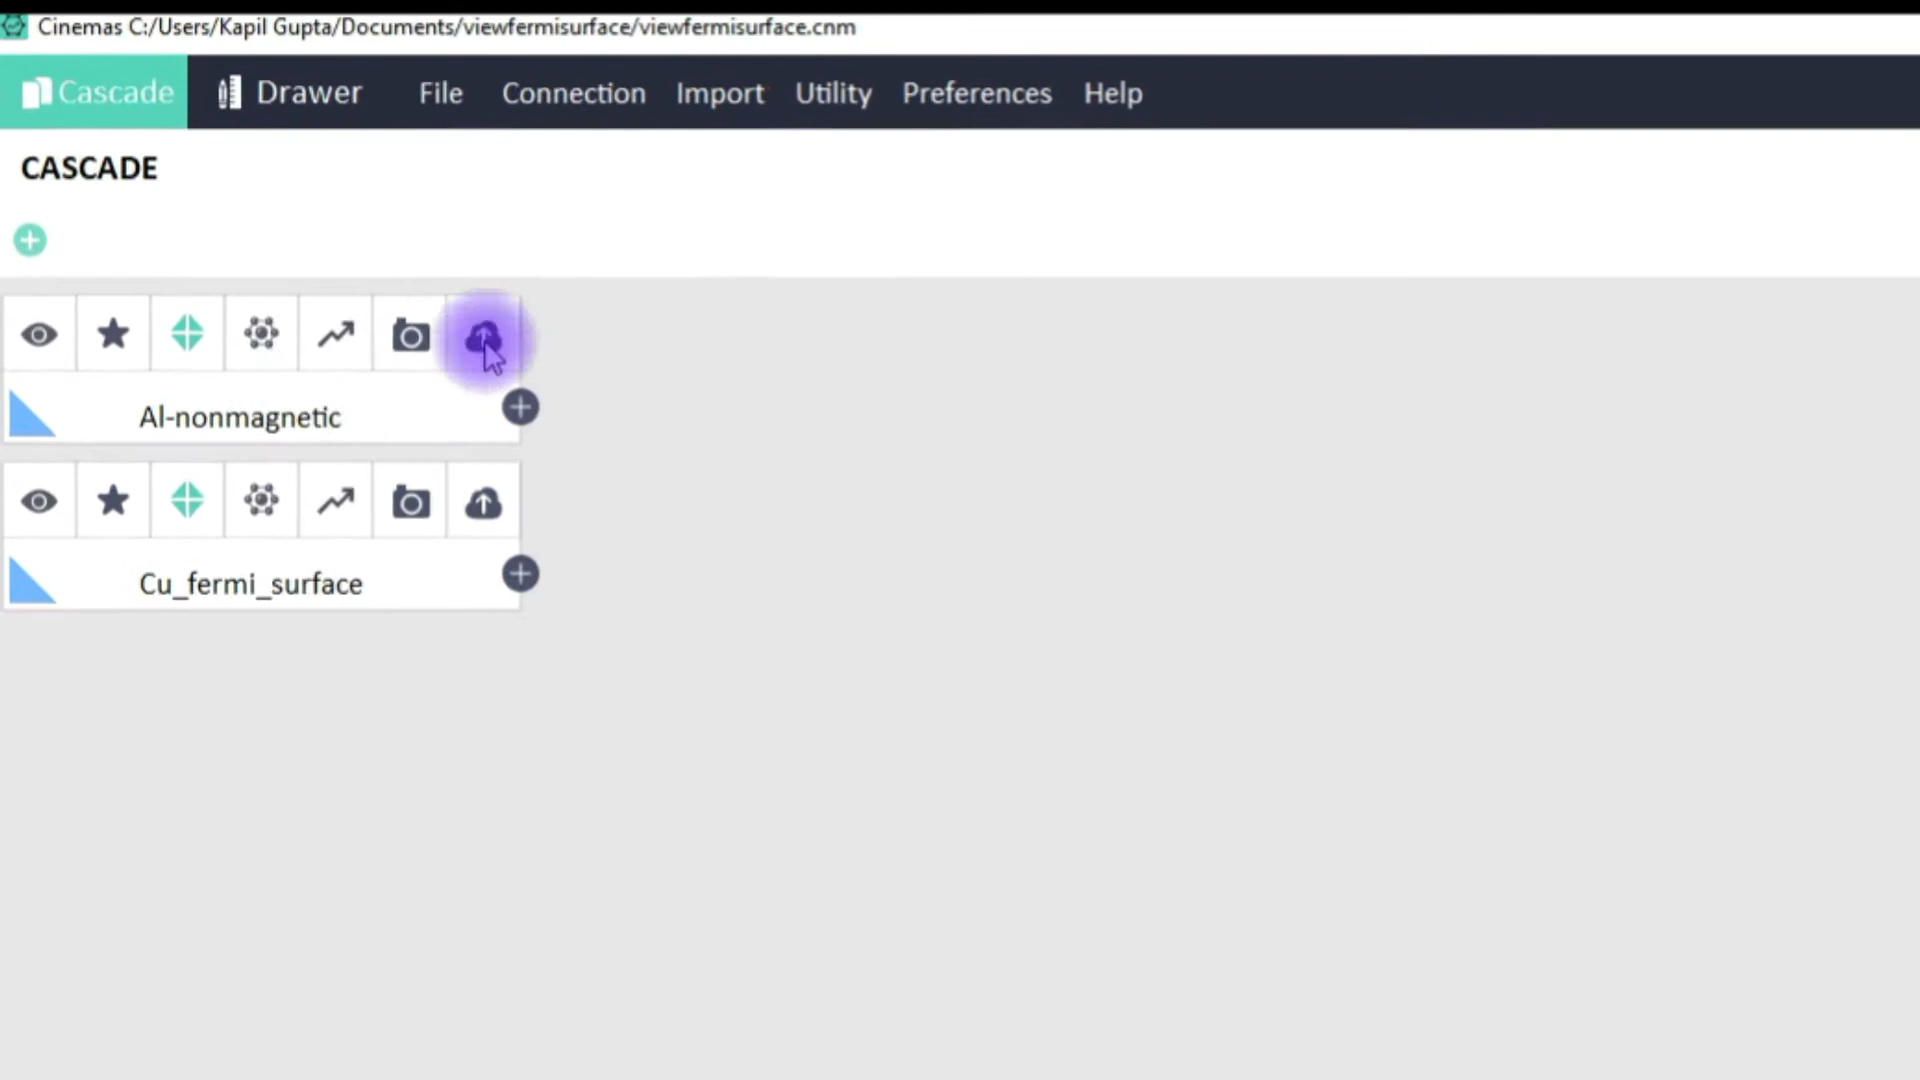 Cinemas C:/Users/Kapil Gupta/Documents/viewfermisurface/viewfermisurface.cnm
Cascade Drawer File Connection Import Utility Preferences Help
CASCADE
Al-nonmagnetic
Cu_fermi_surface